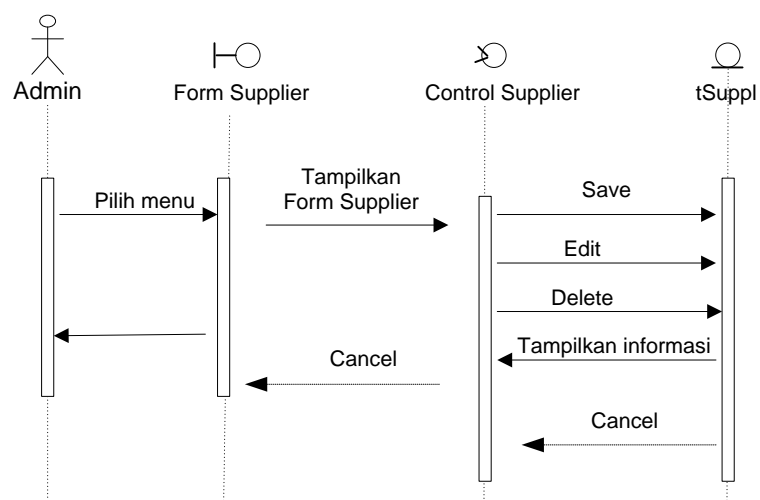 Admin
Form Supplier
Control Supplier
tSuppl
Pilih menu
Tampilkan
Form Supplier
Save
Edit
Delete
Tampilkan informasi
Cancel
Cancel